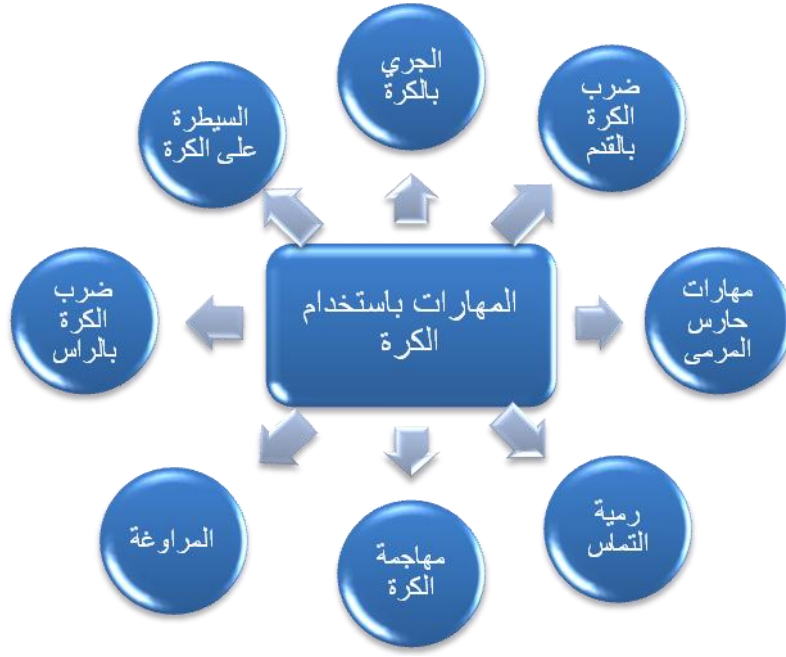 المهارات باستخدام
الكرة
الجري
بالكرة
ضرب
الكرة
بالقدم
مهارات
حارس
المرمى
رمية
التماس
مهاجمة
الكرة
المراوغة
ضرب
الكرة
بالراس
السيطرة
على الكرة